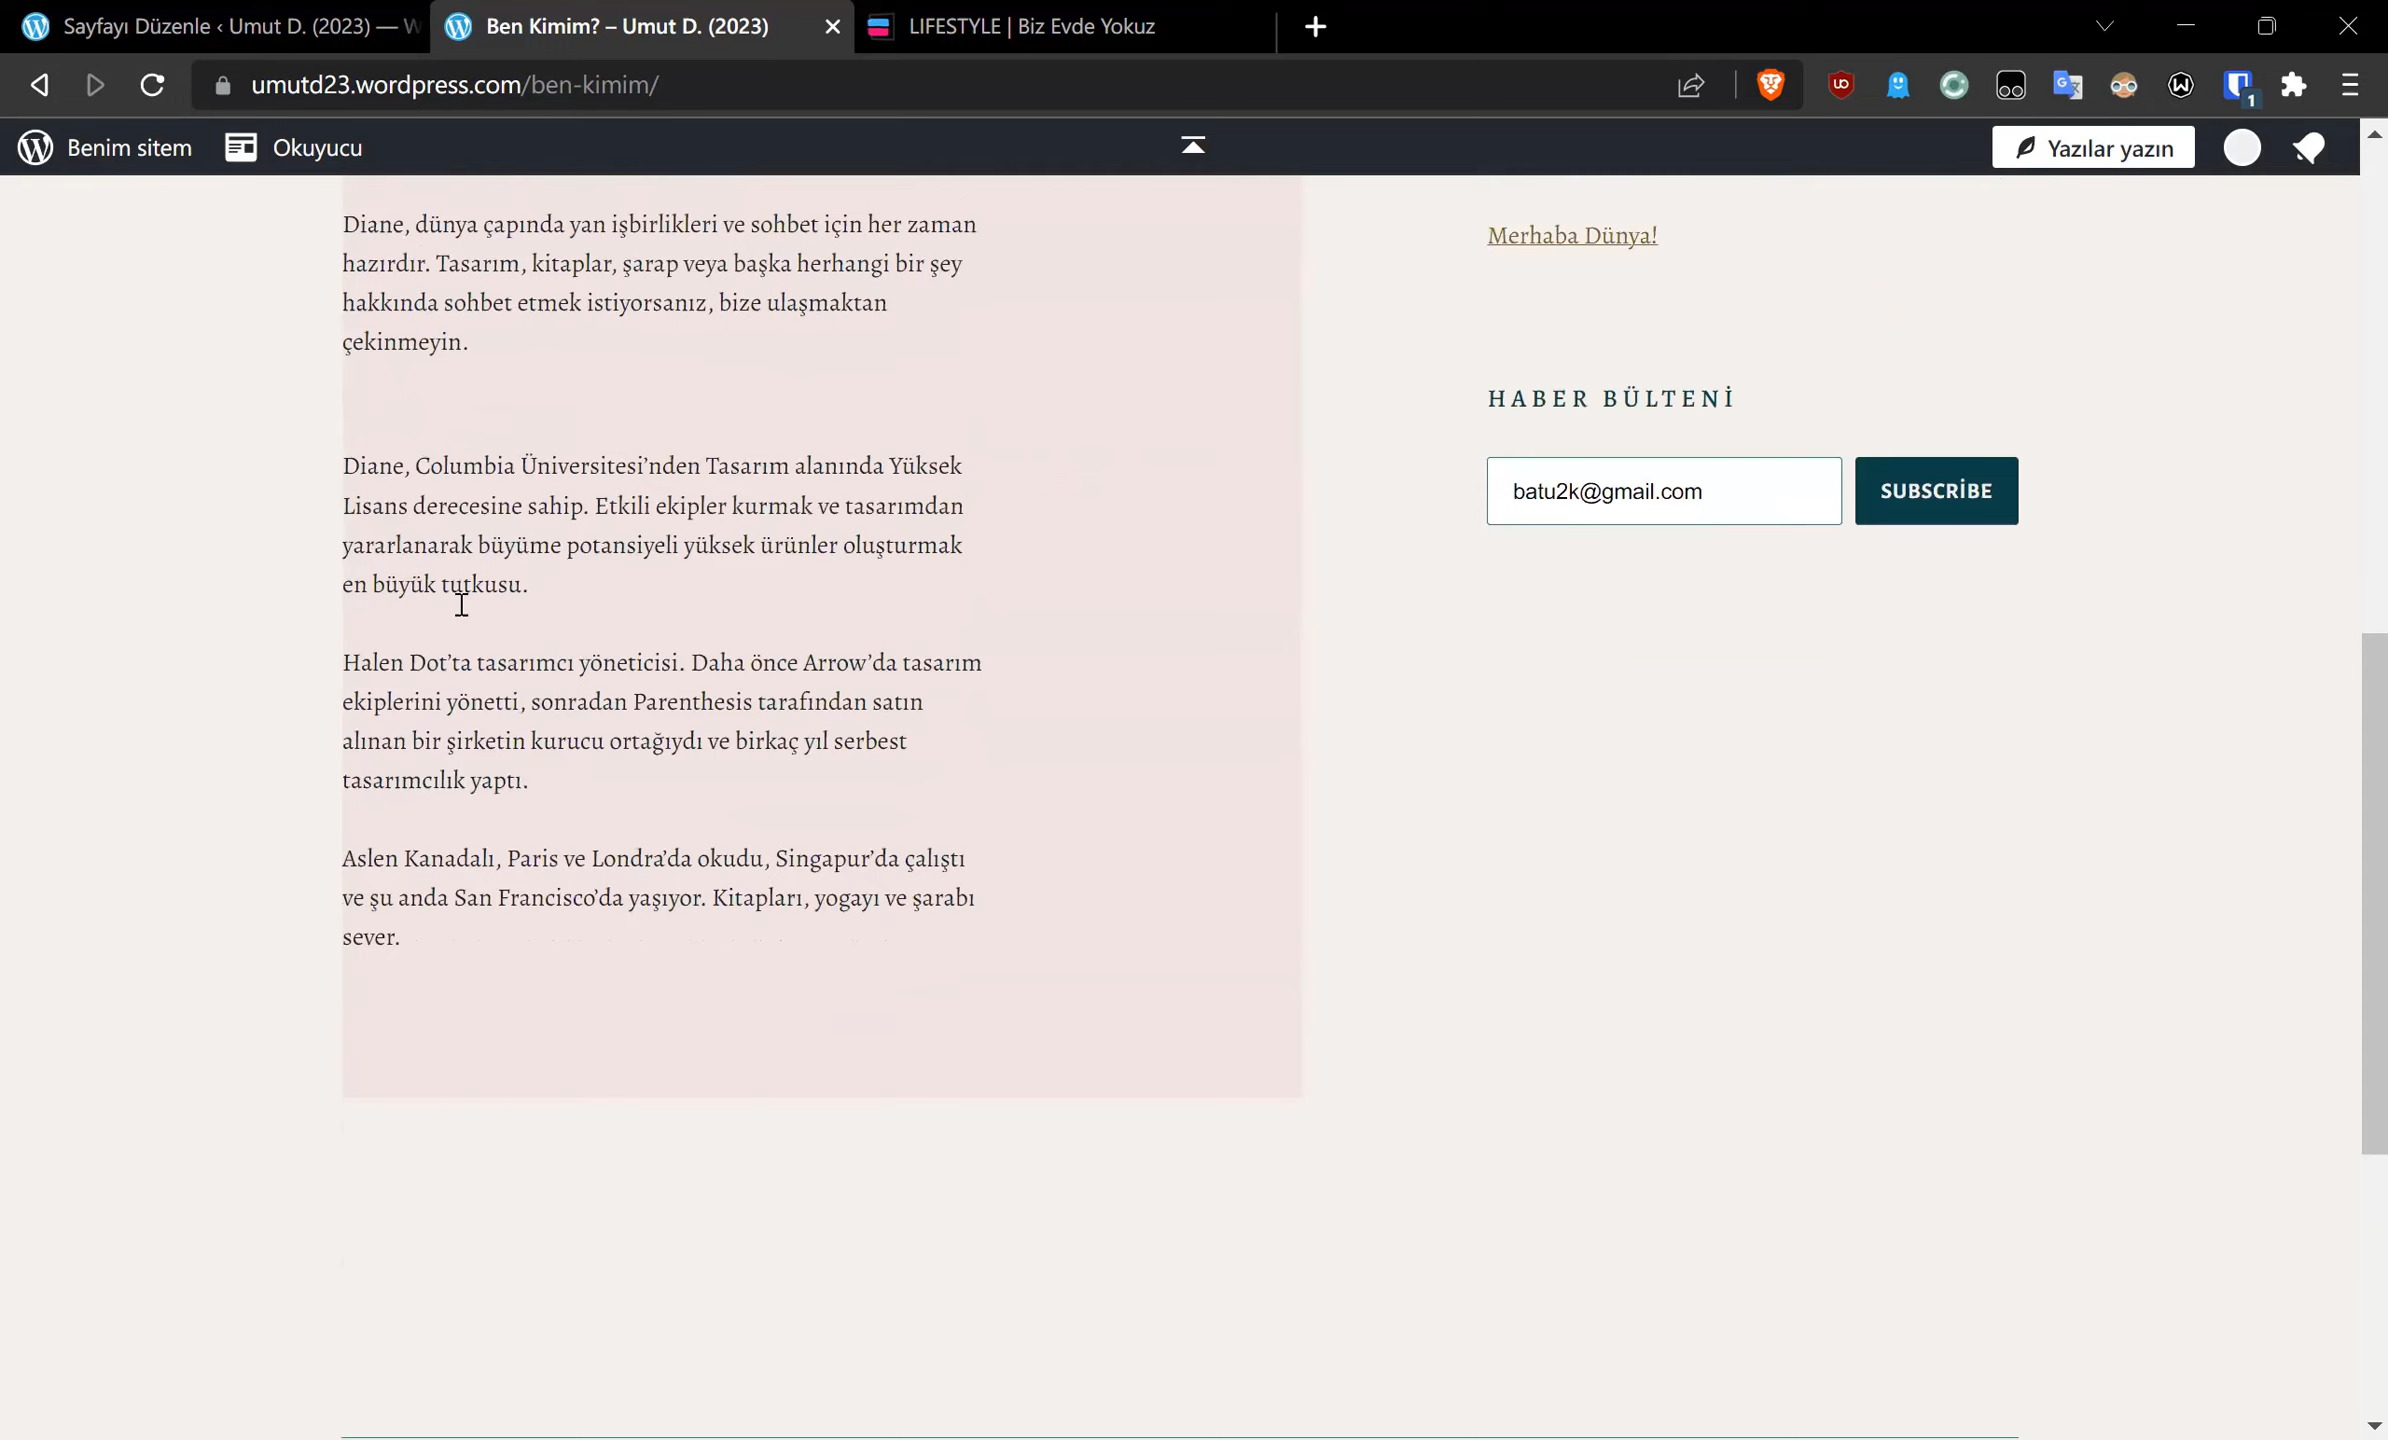 Sayfayı Düzenle ‹ Umut D. (2023) — W
Ben Kimim? – Umut D. (2023)
LIFESTYLE | Biz Evde Yokuz
umutd23.wordpress.com/ben-kimim/
1
Benim sitem
Okuyucu
Yazılar yazın
Diane, dünya çapında yan işbirlikleri ve sohbet için her zaman
hazırdır. Tasarım, kitaplar, şarap veya başka herhangi bir şey
hakkında sohbet etmek istiyorsanız, bize ulaşmaktan
çekinmeyin.
Diane, Columbia Üniversitesi’nden Tasarım alanında Yüksek
Lisans derecesine sahip. Etkili ekipler kurmak ve tasarımdan
yararlanarak büyüme potansiyeli yüksek ürünler oluşturmak
en büyük tutkusu.
Halen Dot’ta tasarımcı yöneticisi. Daha önce Arrow’da tasarım
ekiplerini yönetti, sonradan Parenthesis tarafından satın
alınan bir şirketin kurucu ortağıydı ve birkaç yıl serbest
tasarımcılık yaptı.
Aslen Kanadalı, Paris ve Londra’da okudu, Singapur’da çalıştı
ve şu anda San Francisco’da yaşıyor. Kitapları, yogayı ve şarabı
sever.
Merhaba Dünya!
HABER BÜLTENİ
batu2k@gmail.com
SUBSCRİBE